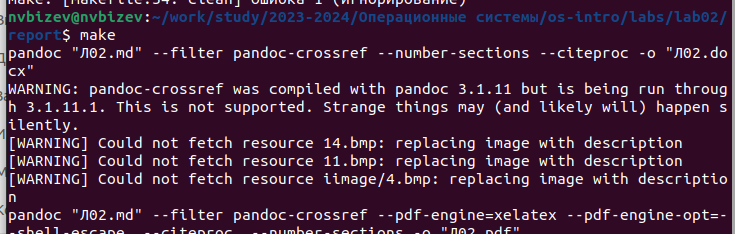 make: [Makefile:34: clean] Ошибка 1 (игнорирование)
nvbizev@nvbizev:~/work/study/2023-2024/Операционные системы/os-intro/labs/lab02/
report$ make
pandoc "Л02.md" --filter pandoc-crossref --number-sections --citeproc -o "Л02.do
cx"
WARNING: pandoc-crossref was compiled with pandoc 3.1.11 but is being run throug
h 3.1.11.1. This is not supported. Strange things may (and likely will) happen s
ilently.
[WARNING] Could not fetch resource 14.bmp: replacing image with description
[WARNING] Could not fetch resource 11.bmp: replacing image with description
[WARNING] Could not fetch resource iimage/4.bmp: replacing image with descriptio
n
pandoc "Л02.md" --filter pandoc-crossref --pdf-engine=xelatex --pdf-engine-opt=-
-shell-escape --citeproc --number-sections -o "Л02.pdf"